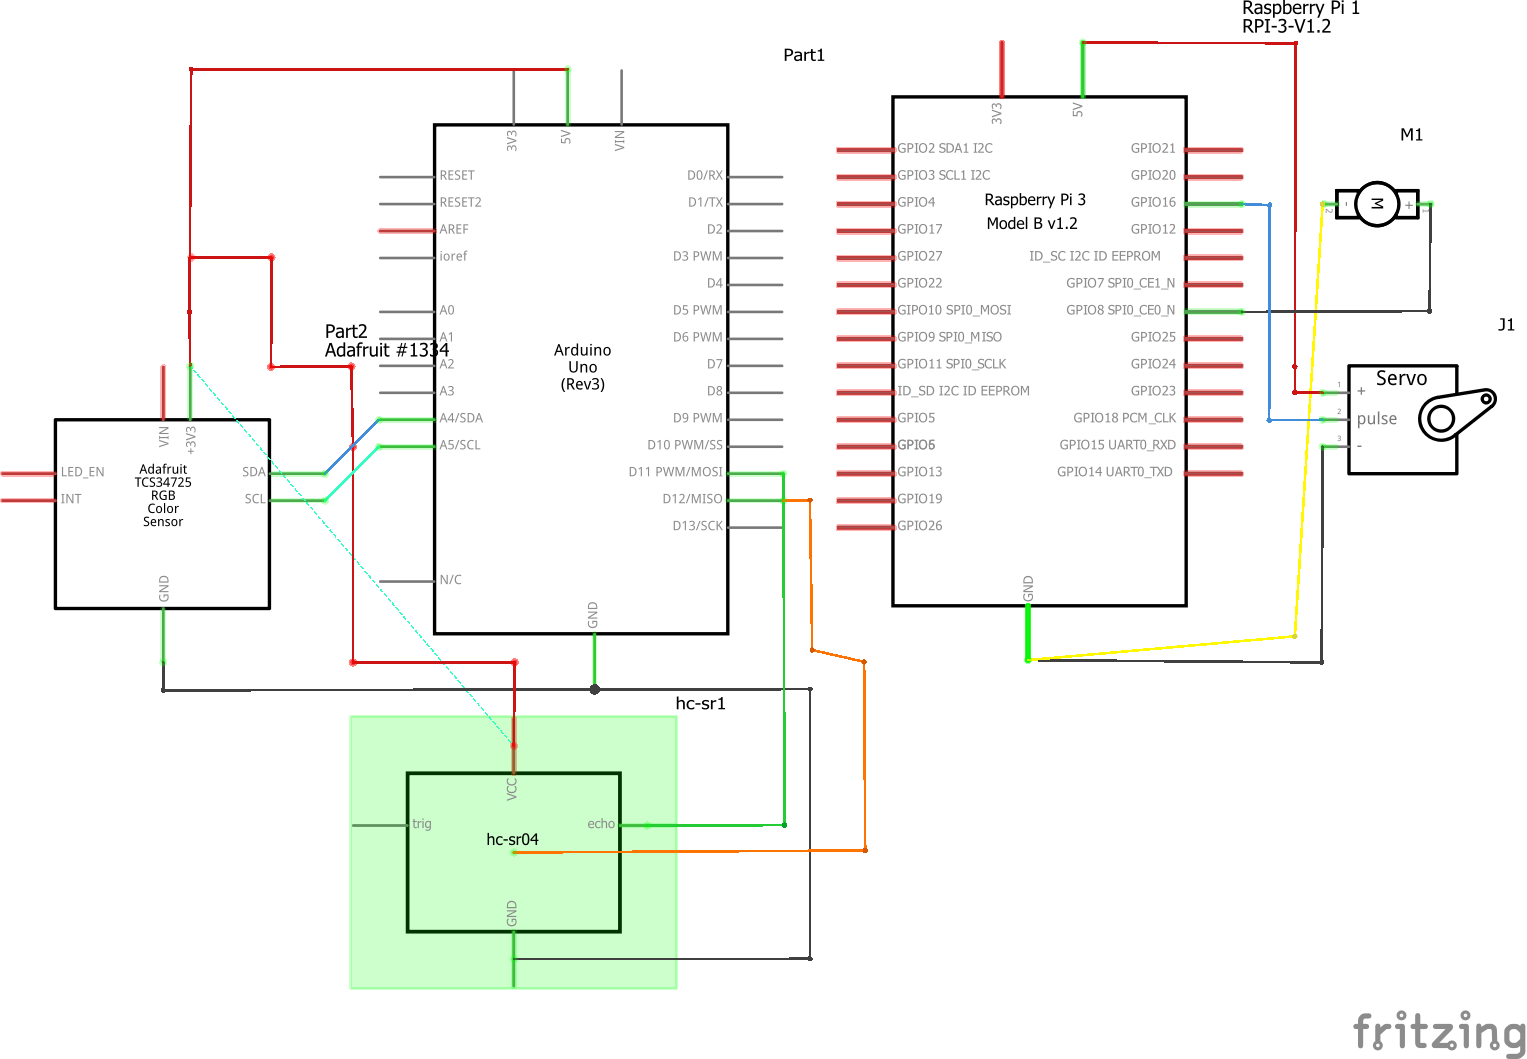 Raspberry Pi 1
RPI-3-V1.2
Part1
3V3
5V
VIN
RESET
RESET2
AREF
ioref
A0
A1
A2
A3
A4/SDA
A5/SCL
N/C
Arduino
Uno
(Rev3)
D0/RX
D1/TX
D2
D3 PWM
D4
D5 PWM
D6 PWM
D7
D8
D9 PWM
D10 PWM/SS
D11 PWM/MOSI
D12/MISO
D13/SCK
GND
3V3
5V
GPIO2 SDA1 I2C
GPIO3 SCL1 I2C
GPIO4
GPIO17
GPIO27
GPIO22
GIPO10 SPI0_MOSI
GPIO9 SPI0_MISO
GPIO11 SPI0_SCLK
ID_SD I2C ID EEPROM
GPIO5
GPIO6
GPIO13
GPIO19
GPIO26
Raspberry Pi 3
Model B v1.2
GPIO21
GPIO20
GPIO16
GPIO12
ID_SC I2C ID EEPROM
GPIO7 SPI0_CE1_N
GPIO8 SPI0_CE0_N
GPIO25
GPIO24
GPIO23
GPIO18 PCM_CLK
GPIO15 UART0_RXD
GPIO14 UART0_TXD
GND
M1
2
-
M
+
1
J1
Servo
1
+
2
pulse
3
-
Part2
Adafruit #1334
VIN
+3V3
LED_EN
INT
Adafruit
TCS34725
RGB
Color
Sensor
SDA
SCL
GND
hc-sr1
VCC
trig
echo
hc-sr04
GND
fritzing